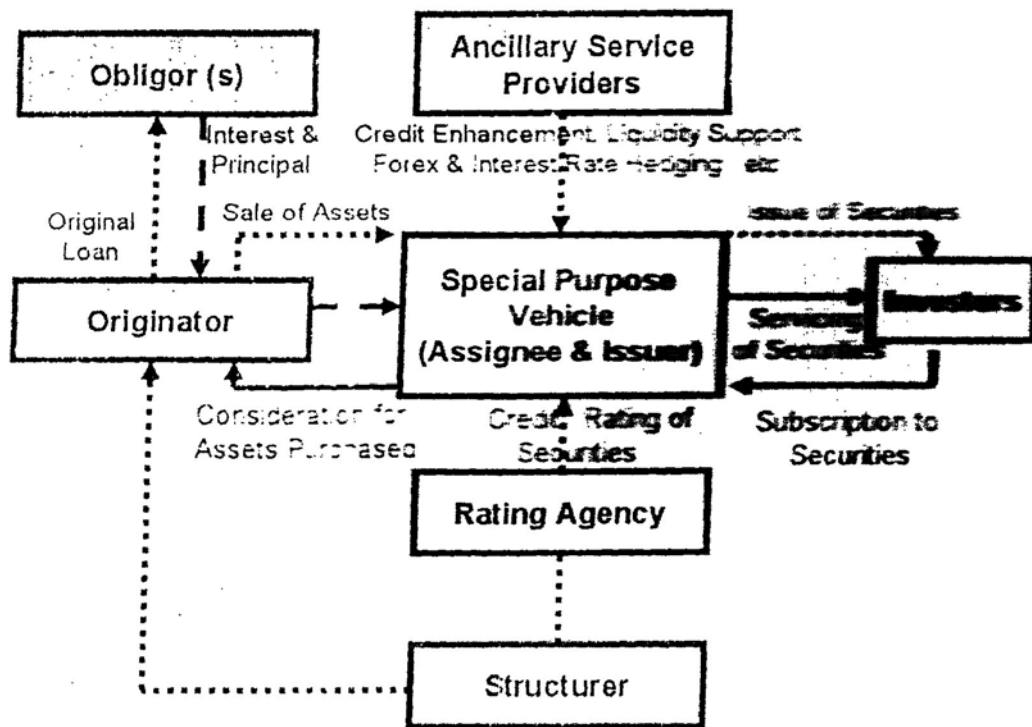 Obligor (s)
Ancillary Service
Providers
Interest &
Principal
Credit Enhancement, Liquidity Support
Forex & Interest Rate Hedging etc
Original
Loan
Sale of Assets
Issue of Securities
Originator
Special Purpose
Vehicle
(Assignee & Issuer)
Servicing
of Securities
Investors
Consideration for
Assets Purchased
Credit Rating of
Securities
Subscription to
Securities
Rating Agency
Structurer